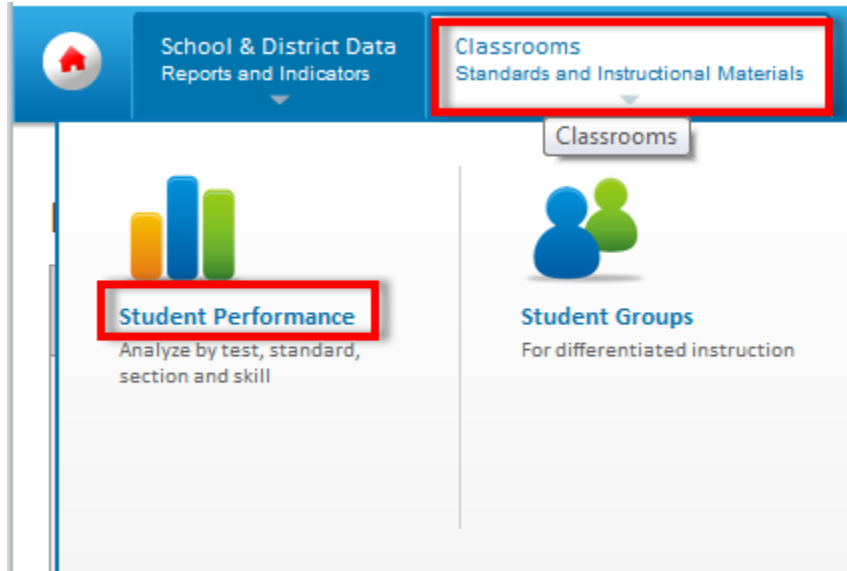 School & District Data
Reports and Indicators
Classrooms
Standards and Instructional Materials
Classrooms
Student Performance
Analyze by test, standard,
section and skill
Student Groups
For differentiated instruction